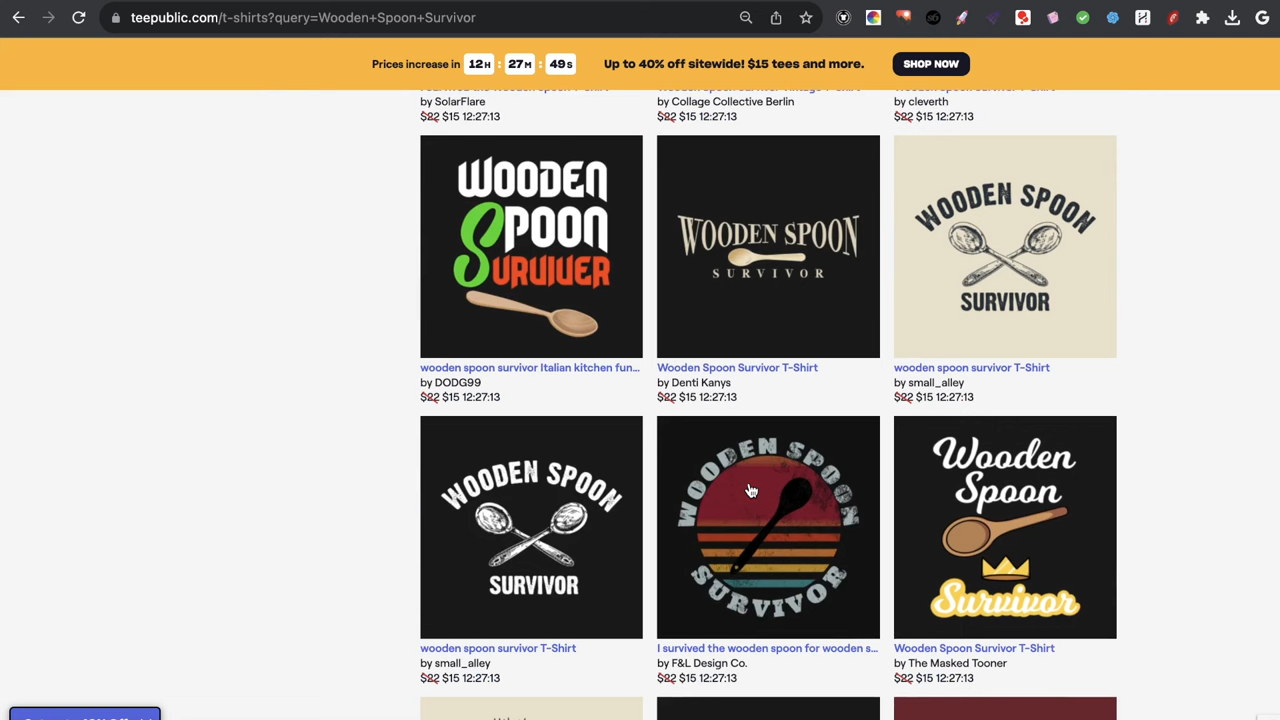 teepublic.com/t-shirts?query=Wooden+Spoon+Survivor
Prices increase in 12H : 27M : 49S Up to 40% off sitewide! $15 tees and more. SHOP NOW
by SolarFlare
$22 $15 12:27:13
by Collage Collective Berlin
$22 $15 12:27:13
by cleverth
$22 $15 12:27:13
WOODEN
SPOON
SURVIVER
WOODEN SPOON
SURVIVOR
WOODEN SPOON
SURVIVOR
wooden spoon survivor Italian kitchen fun...
by DODG99
$22 $15 12:27:13
Wooden Spoon Survivor T-Shirt
by Denti Kanys
$22 $15 12:27:13
wooden spoon survivor T-Shirt
by small_alley
$22 $15 12:27:13
WOODEN SPOON
SURVIVOR
WOODEN SPOON
SURVIVOR
Wooden
Spoon
Survivor
wooden spoon survivor T-Shirt
by small_alley
$22 $15 12:27:13
I survived the wooden spoon for wooden s...
by F&L Design Co.
$22 $15 12:27:13
Wooden Spoon Survivor T-Shirt
by The Masked Tooner
$22 $15 12:27:13